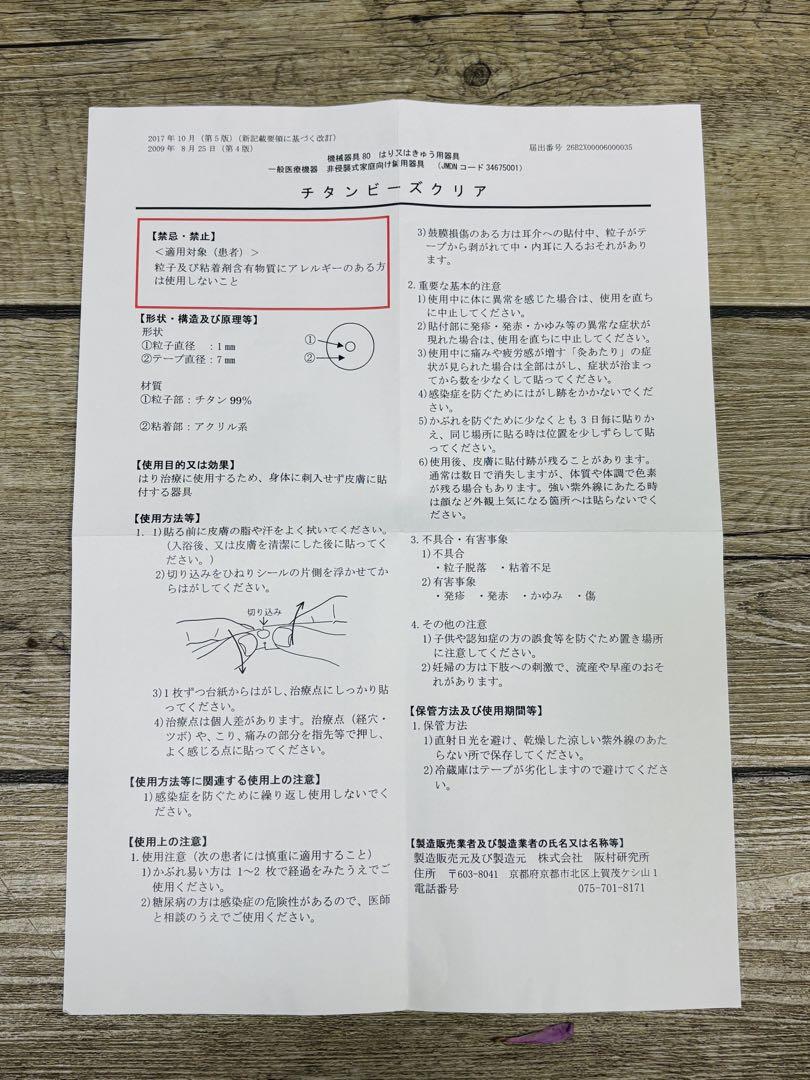 2017年10月（第5版）（新記載要領に基づく改訂）
2009年 8月25日（第4版）
届出番号 26B2X00006000035
機械器具80 はり又はきゅう用器具
一般医療機器 非侵襲式家庭向け鍼用器具 （JMDNコード34675001）
チタンビーズクリア
【禁忌・禁止】
＜適用対象（患者）＞
粒子及び粘着剤含有物質にアレルギーのある方
は使用しないこと
【形状・構造及び原理等】
形状
①粒子直径 ：1mm
②テープ直径：7mm
①
②
材質
①粒子部：チタン 99%
②粘着部：アクリル系
【使用目的又は効果】
はり治療に使用するため、身体に刺入せず皮膚に貼
付する器具
【使用方法等】
1. 1)貼る前に皮膚の脂や汗をよく拭いてください。
（入浴後、又は皮膚を清潔にした後に貼ってく
ださい。）
2)切り込みをひねりシールの片側を浮かせてか
らはがしてください。
切り込み
3)1枚ずつ台紙からはがし、治療点にしっかり貼
ってください。
4)治療点は個人差があります。治療点（経穴・
ツボ）や、こり、痛みの部分を指先等で押し、
よく感じる点に貼ってください。
【使用方法等に関連する使用上の注意】
1)感染症を防ぐために繰り返し使用しないでく
ださい。
【使用上の注意】
1.使用注意（次の患者には慎重に適用すること）
1)かぶれ易い方は 1～2 枚で経過をみたうえでご
使用ください。
2)糖尿病の方は感染症の危険性があるので、医師
と相談のうえでご使用ください。
3)鼓膜損傷のある方は耳介への貼付中、粒子がテ
ープから剥がれて中・内耳に入るおそれがあり
ます。
2.重要な基本的注意
1)使用中に体に異常を感じた場合は、使用を直ち
に中止してください。
2)貼付部に発疹・発赤・かゆみ等の異常な症状が
現れた場合は、使用を直ちに中止してください。
3)使用中に痛みや疲労感が増す「灸あたり」の症
状が見られた場合は全部はがし、症状が治まっ
てから数を少なくして貼ってください。
4)感染症を防ぐためにはがし跡をかかないでくだ
さい。
5)かぶれを防ぐために少なくとも 3 日毎に貼りか
え、同じ場所に貼る時は位置を少しずらして貼
ってください。
6)使用後、皮膚に貼付跡が残ることがあります。
通常は数日で消失しますが、体質や体調で色素
が残る場合もあります。強い紫外線にあたる時
は顔など外観上気になる箇所へは貼らないでく
ださい。
3.不具合・有害事象
1)不具合
・粒子脱落 ・粘着不足
2)有害事象
・発疹 ・発赤 ・かゆみ ・傷
4.その他の注意
1)子供や認知症の方の誤食等を防ぐため置き場所
に注意してください。
2)妊婦の方は下肢への刺激で、流産や早産のおそ
れがあります。
【保管方法及び使用期間等】
1.保管方法
1)直射日光を避け、乾燥した涼しい紫外線のあた
らない所で保存してください。
2)冷蔵庫はテープが劣化しますので避けてくださ
い。
【製造販売業者及び製造業者の氏名又は名称等】
製造販売元及び製造元 株式会社 阪村研究所
住所 〒603-8041 京都府京都市北区上賀茂ケシ山1
電話番号 075-701-8171